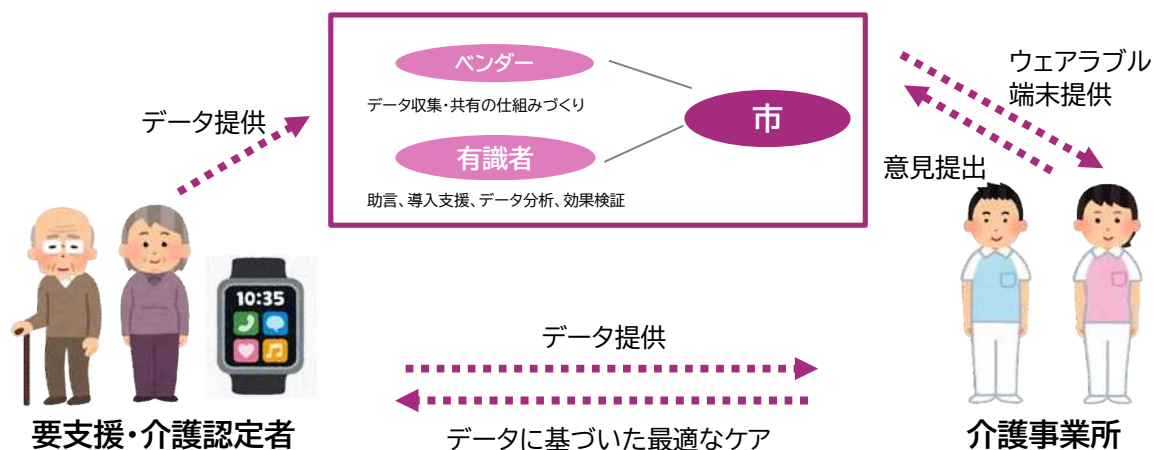 ベンダー
データ収集・共有の仕組みづくり
市
有識者
助言、導入支援、データ分析、効果検証
データ提供
ウェアラブル
端末提供
意見提出
10:35
データ提供
データに基づいた最適なケア
要支援・介護認定者
介護事業所